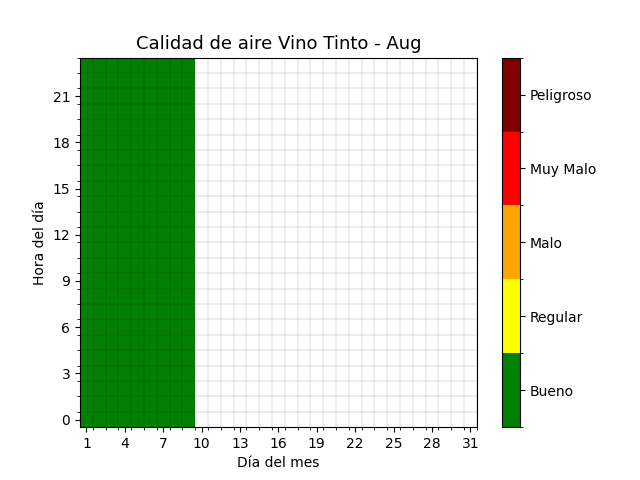 Calidad de aire Vino Tinto - Aug
Hora del día
21
18
15
12
9
6
3
0
1 4 7 10 13 16 19 22 25 28 31
Día del mes
Peligroso
Muy Malo
Malo
Regular
Bueno